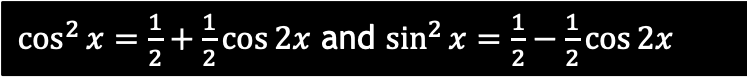 cos² x = 1/2 + 1/2 cos 2x and sin² x = 1/2 − 1/2 cos 2x